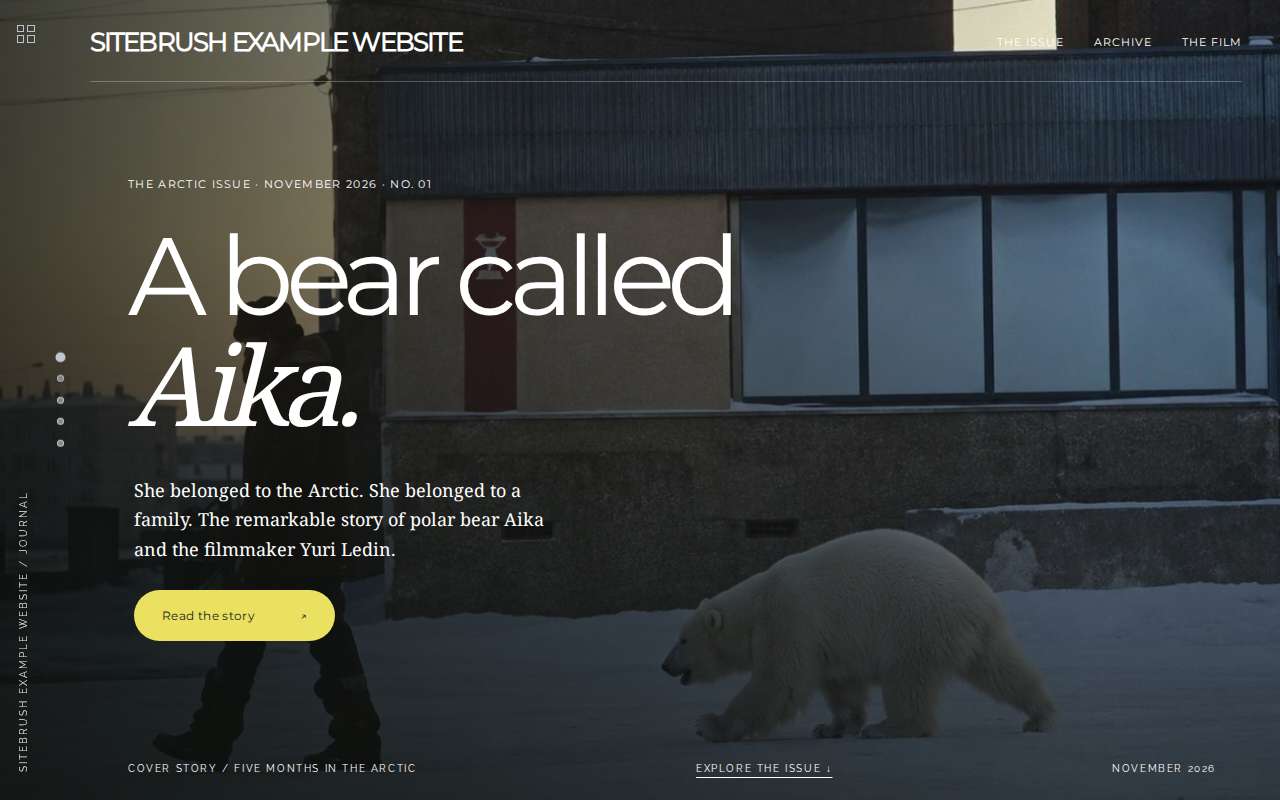 SITEBRUSH EXAMPLE WEBSITE
THE ISSUE
ARCHIVE
THE FILM
THE ARCTIC ISSUE · NOVEMBER 2026 · NO. 01
A bear called
Aika.
She belonged to the Arctic. She belonged to a
family. The remarkable story of polar bear Aika
and the filmmaker Yuri Ledin.
Read the story ↗
SITEBRUSH EXAMPLE WEBSITE / JOURNAL
COVER STORY / FIVE MONTHS IN THE ARCTIC
EXPLORE THE ISSUE ↓
NOVEMBER 2026